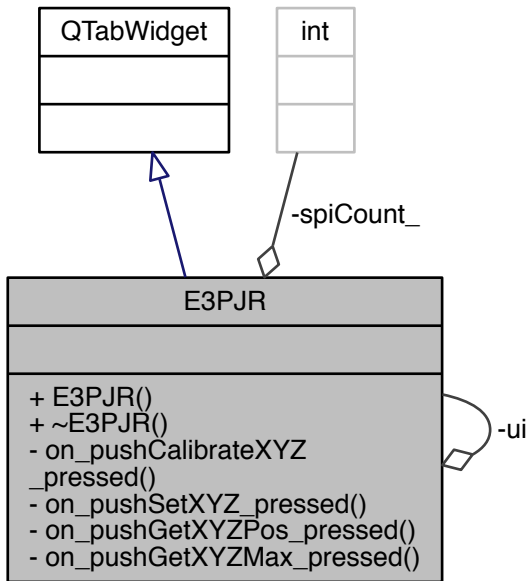 QTabWidget
int
-spiCount_
E3PJR
+ E3PJR()
+ ~E3PJR()
- on_pushCalibrateXYZ
_pressed()
- on_pushSetXYZ_pressed()
- on_pushGetXYZPos_pressed()
- on_pushGetXYZMax_pressed()
-ui